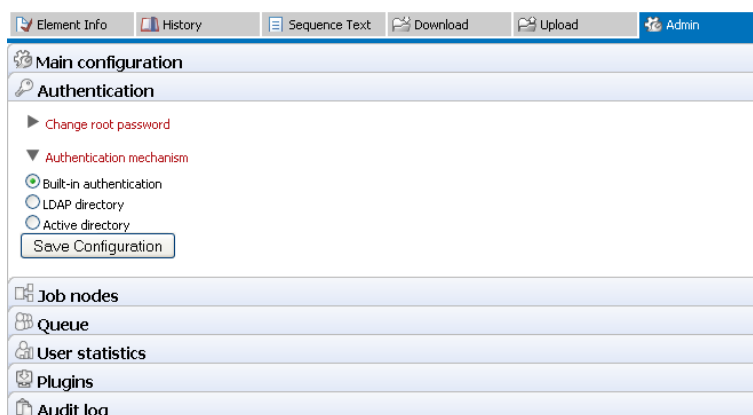 Element Info History Sequence Text Download Upload Admin
Main configuration
Authentication
Change root password
Authentication mechanism
Built-in authentication
LDAP directory
Active directory
Save Configuration
Job nodes
Queue
User statistics
Plugins
Audit log